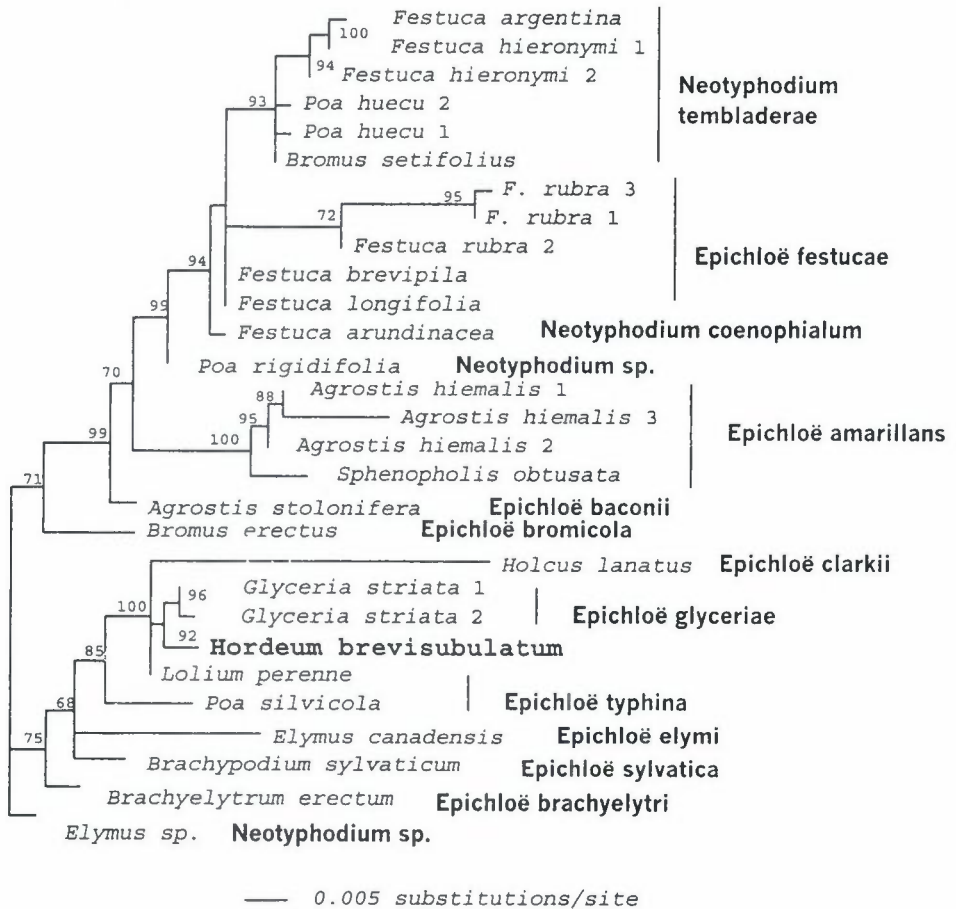 Festuca argentina
100
Festuca hieronymi 1
94 Festuca hieronymi 2
Neotyphodium
tembladerae
93 Poa huecu 2
Poa huecu 1
Bromus setifolius
95 F. rubra 3
F. rubra 1
72
Festuca rubra 2
Epichloë festucae
94 Festuca brevipila
Festuca longifolia
99
Festuca arundinacea Neotyphodium coenophialum
Poa rigidifolia Neotyphodium sp.
70
Agrostis hiemalis 1
88
Agrostis hiemalis 3
95
Epichloë amarillans
100 Agrostis hiemalis 2
Sphenopholis obtusata
99
71
Agrostis stolonifera Epichloë baconii
Bromus erectus Epichloë bromicola
Holcus lanatus Epichloë clarkii
Glyceria striata 1
96
100
Glyceria striata 2 Epichloë glyceriae
92 Hordeum brevisubulatum
85
Lolium perenne
Poa silvicola Epichloë typhina
68
Elymus canadensis Epichloë elymi
75
Brachypodium sylvaticum Epichloë sylvatica
Brachyelytrum erectum Epichloë brachyelytri
Elymus sp. Neotyphodium sp.
0.005 substitutions/site